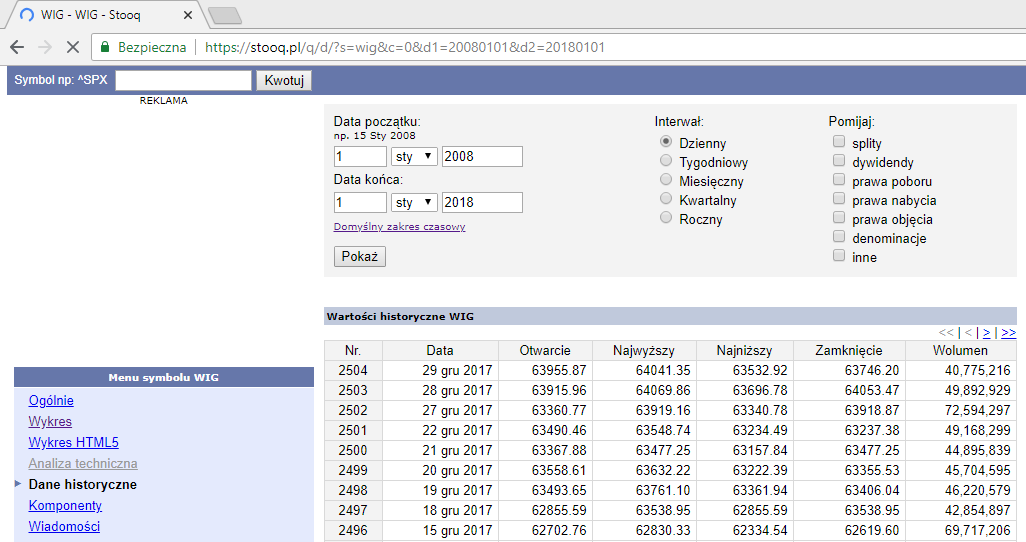 WIG - WIG - Stooq
Bezpieczna https://stooq.pl/q/d/?s=wig&c=0&d1=20080101&d2=20180101
Symbol np: ^SPX Kwotuj
REKLAMA
Data początku: Interwał: Pomijaj:
np. 15 Sty 2008
Dzienny splity
1 sty 2008
Tygodniowy dywidendy
Data końca: Miesięczny prawa poboru
1 sty 2018 Kwartalny prawa nabycia
Domyślny zakres czasowy Roczny prawa objęcia
denominacje
Pokaż inne
Wartości historyczne WIG
<< | < | > | >>
Nr. Data Otwarcie Najwyższy Najniższy Zamknięcie Wolumen
2504 29 gru 2017 63955.87 64041.35 63532.92 63746.20 40,775,216
2503 28 gru 2017 63915.96 64069.86 63696.78 64053.47 49,892,929
2502 27 gru 2017 63360.77 63919.16 63340.78 63918.87 72,594,297
2501 22 gru 2017 63490.46 63548.74 63234.49 63237.38 49,168,299
2500 21 gru 2017 63367.88 63477.25 63157.84 63477.25 44,895,839
2499 20 gru 2017 63558.61 63632.22 63222.39 63355.53 45,704,595
2498 19 gru 2017 63493.65 63761.10 63361.94 63406.04 46,220,579
2497 18 gru 2017 62855.59 63538.95 62855.59 63538.95 42,854,897
2496 15 gru 2017 62702.76 62830.33 62334.54 62619.60 69,717,206
Menu symbolu WIG
Ogólnie
Wykres
Wykres HTML5
Analiza techniczna
Dane historyczne
Komponenty
Wiadomości